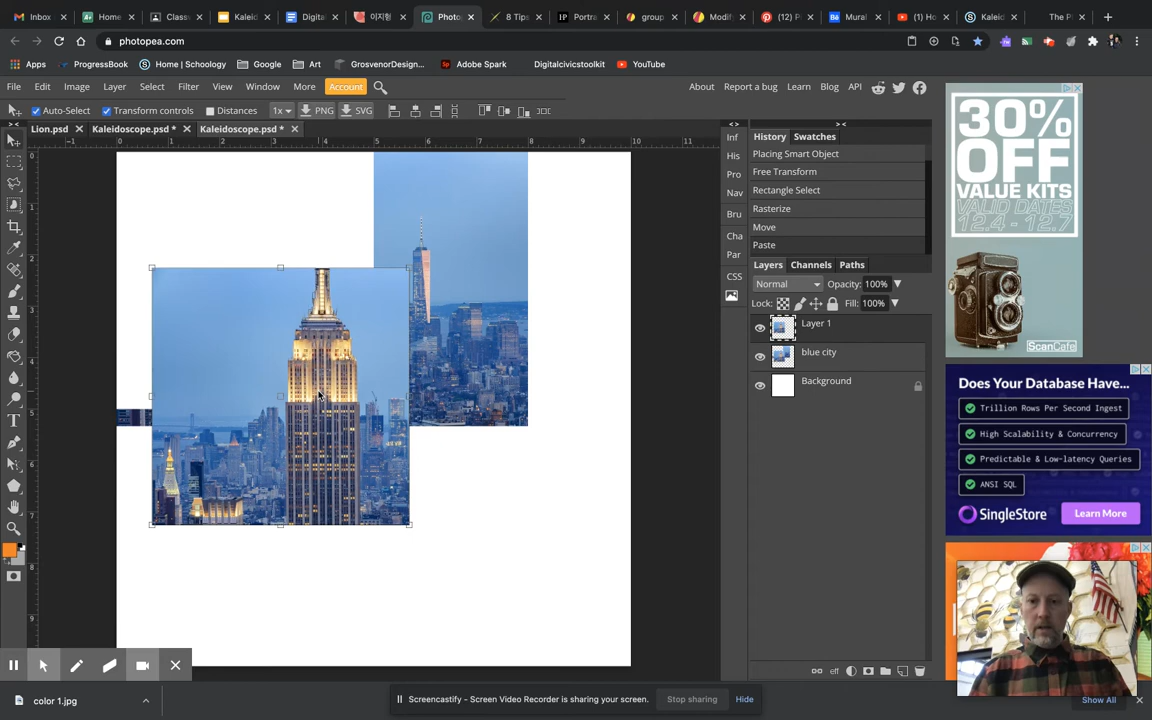 Inbox
Home
Classw
Kaleid
Digita
이지형
Photo
8 Tips
Portra
group
Modif
(12) P
Mural
(1) Ho
Kaleid
The P
photopea.com
Apps
ProgressBook
Home | Schoology
Google
Art
GrosvenorDesign...
Adobe Spark
Digitalcivicstoolkit
YouTube
File Edit Image Layer Select Filter View Window More Account
About Report a bug Learn Blog API
Auto-Select Transform controls Distances 1x PNG SVG
Lion.psd Kaleidoscope.psd * Kaleidoscope.psd *
Inf
His
Pro
Nav
Bru
Cha
Par
CSS
History Swatches
Placing Smart Object
Free Transform
Rectangle Select
Rasterize
Move
Paste
Layers Channels Paths
Normal Opacity: 100%
Lock: Fill: 100%
Layer 1
blue city
Background
30%
OFF
VALUE KITS
VALID DATES
12.4 - 12.7
ScanCafe
Does Your Database Have...
Trillion Rows Per Second Ingest
High Scalability & Concurrency
Predictable & Low-latency Queries
ANSI SQL
SingleStore
Learn More
color 1.jpg
Screencastify - Screen Video Recorder is sharing your screen.
Stop sharing
Hide
Show All